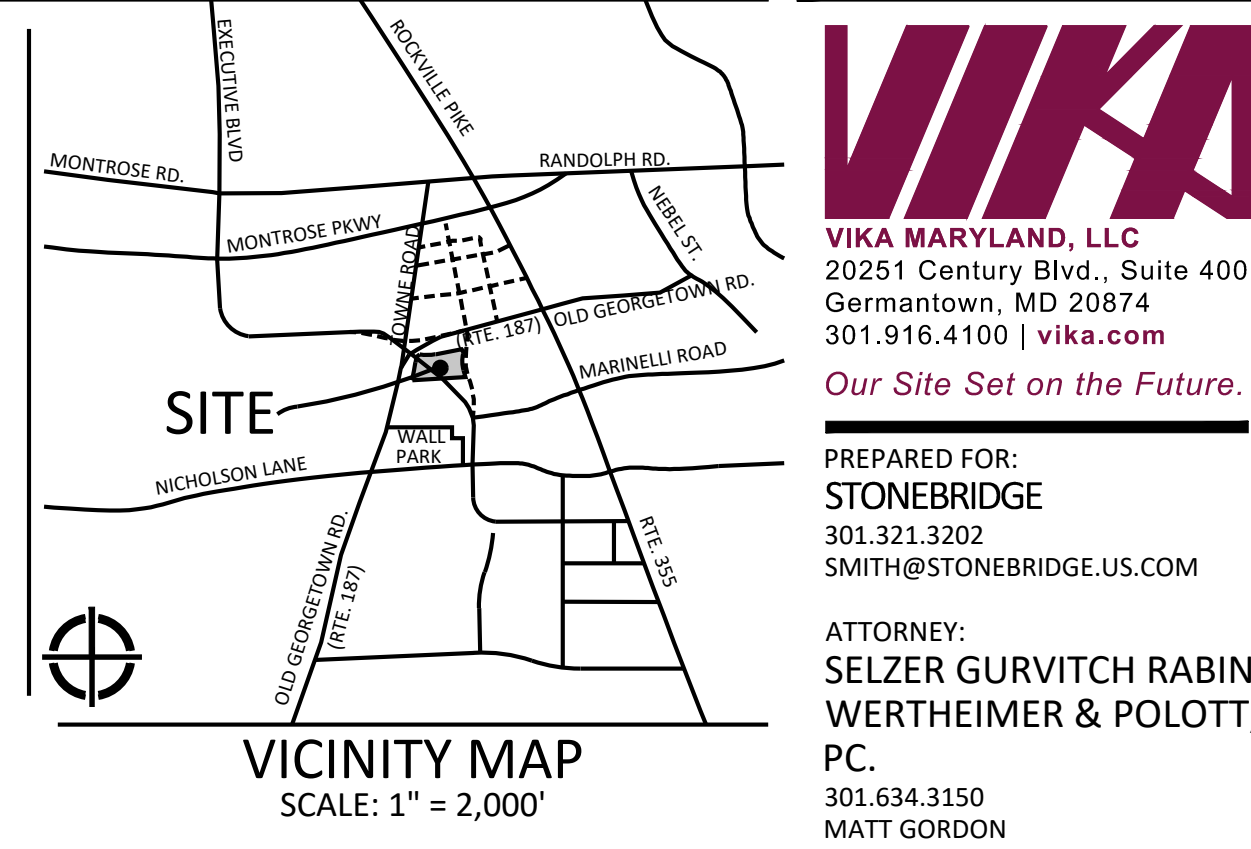 EXECUTIVE BLVD
ROCKVILLE PIKE
MONTROSE RD.
RANDOLPH RD.
NEBEL ST.
MONTROSE PKWY
TOWNE ROAD
(RTE. 187) OLD GEORGETOWN RD.
MARINELLI ROAD
SITE
WALL
PARK
NICHOLSON LANE
OLD GEORGETOWN RD.
(RTE. 187)
RTE. 355
VICINITY MAP
SCALE: 1" = 2,000'
VIKA
VIKA MARYLAND, LLC
20251 Century Blvd., Suite 400
Germantown, MD 20874
301.916.4100 | vika.com
Our Site Set on the Future.
PREPARED FOR:
STONEBRIDGE
301.321.3202
SMITH@STONEBRIDGE.US.COM
ATTORNEY:
SELZER GURVITCH RABIN
WERTHEIMER & POLOTT,
PC.
301.634.3150
MATT GORDON